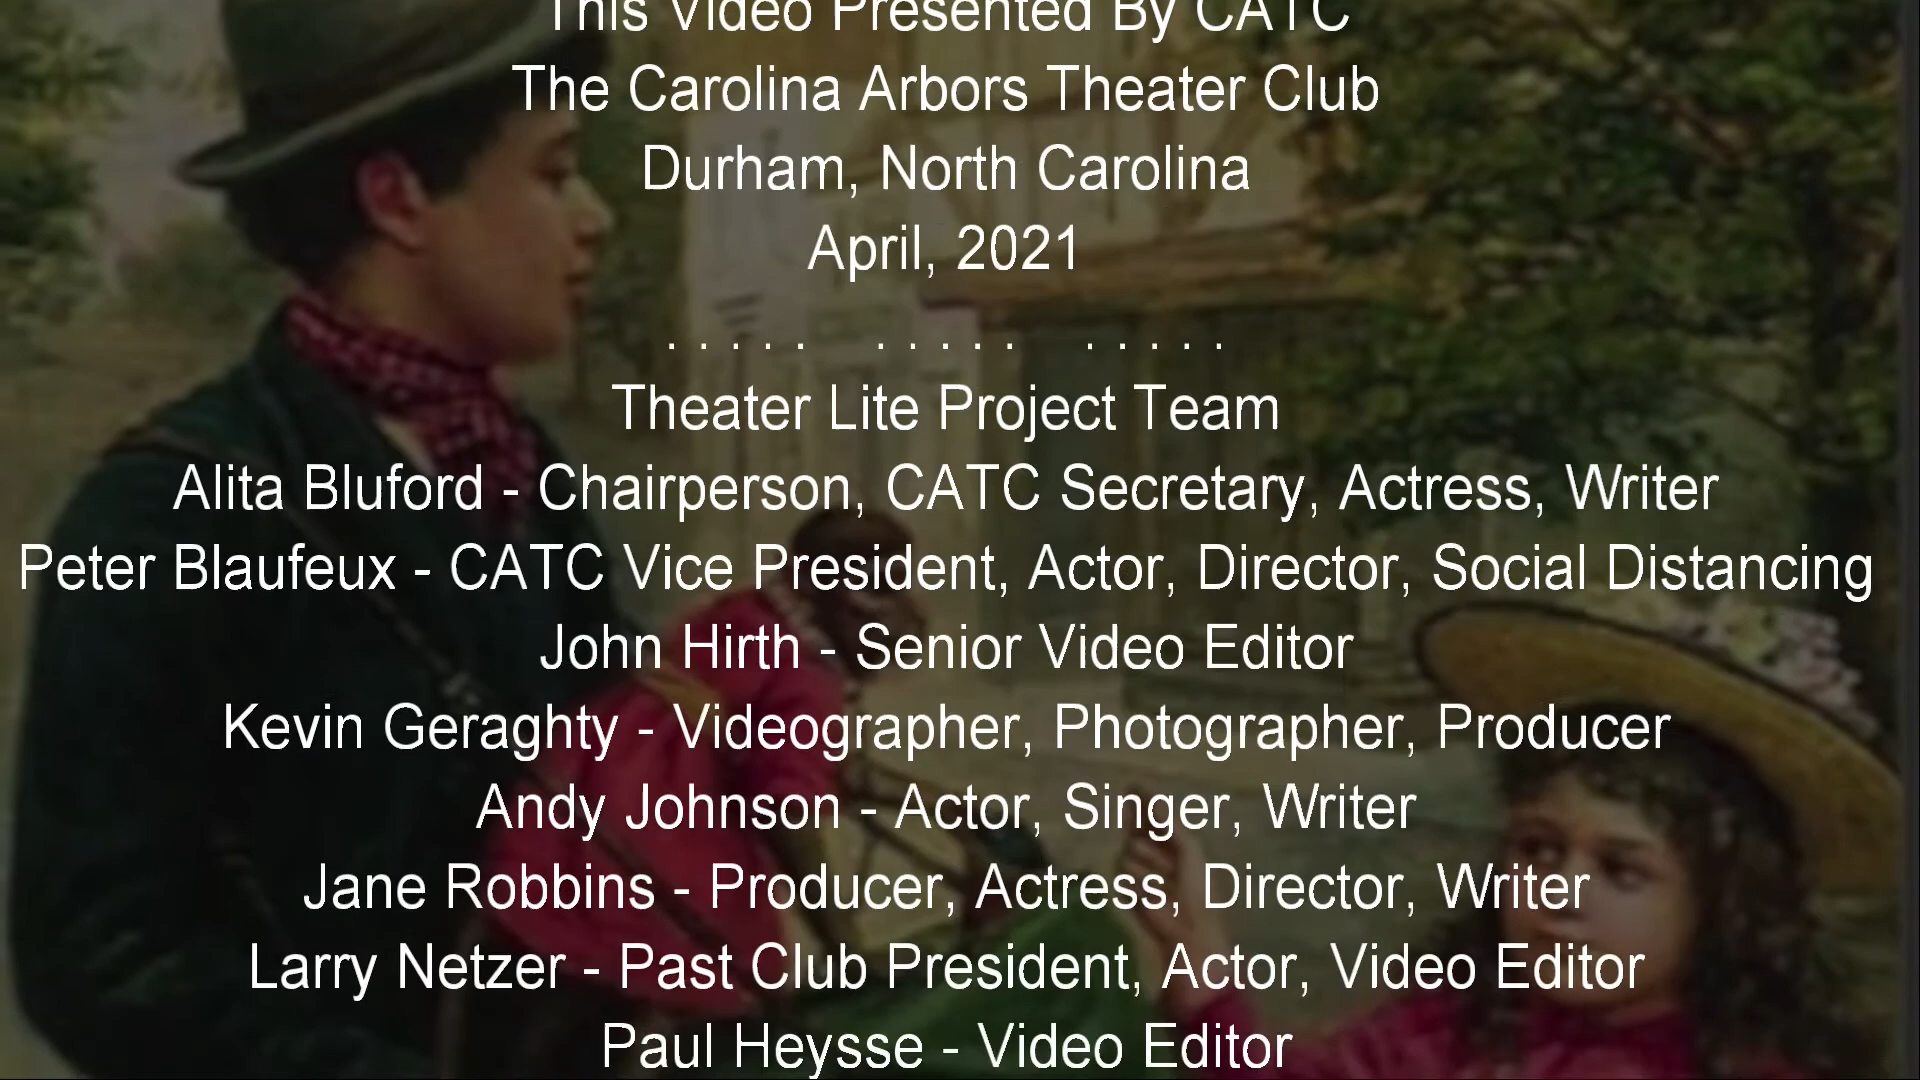 This Video Presented By CATC
The Carolina Arbors Theater Club
Durham, North Carolina
April, 2021
. . . . . . . . . . . . . . .
Theater Lite Project Team
Alita Bluford - Chairperson, CATC Secretary, Actress, Writer
Peter Blaufeux - CATC Vice President, Actor, Director, Social Distancing
John Hirth - Senior Video Editor
Kevin Geraghty - Videographer, Photographer, Producer
Andy Johnson - Actor, Singer, Writer
Jane Robbins - Producer, Actress, Director, Writer
Larry Netzer - Past Club President, Actor, Video Editor
Paul Heysse - Video Editor